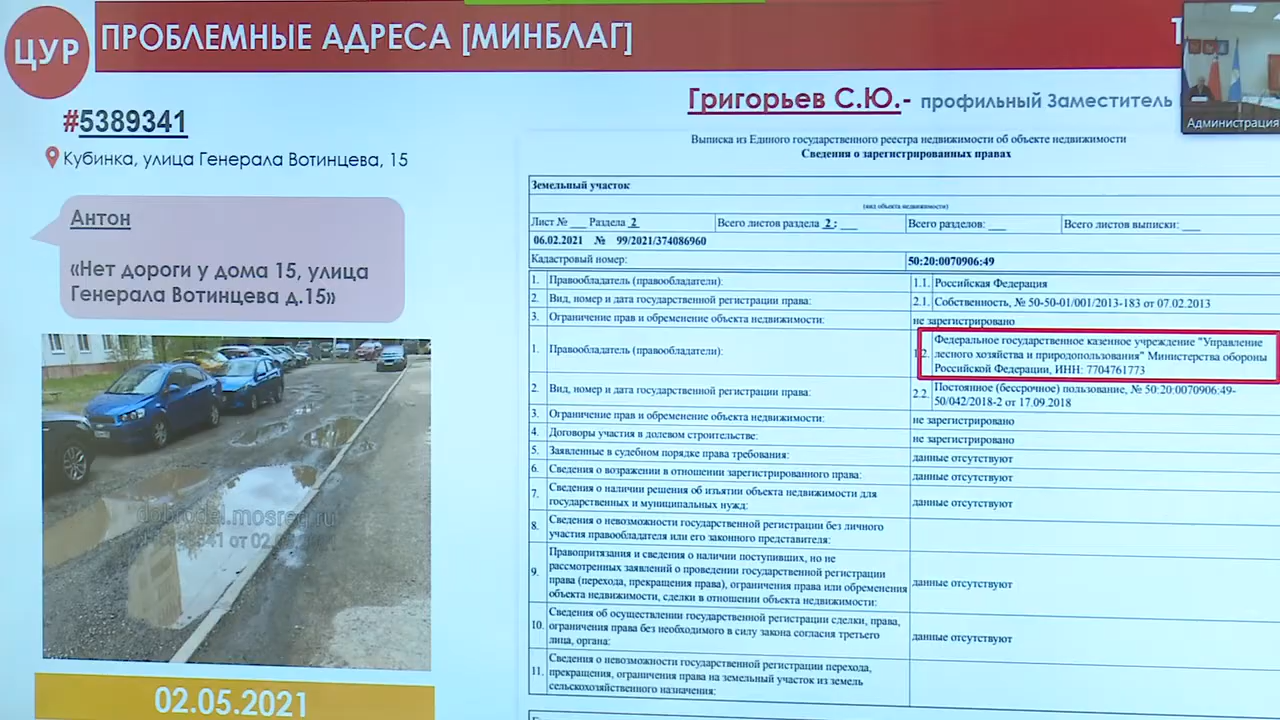 ЦУР
ПРОБЛЕМНЫЕ АДРЕСА [МИНБЛАГ]
1
Администрация
#5389341
Кубинка, улица Генерала Вотинцева, 15
Антон
«Нет дороги у дома 15, улица
Генерала Вотинцева д.15»
dobrodel.mosreg.ru
02.05.2021
Григорьев С.Ю.- профильный Заместитель
Выписка из Единого государственного реестра недвижимости об объекте недвижимости
Сведения о зарегистрированных правах
Земельный участок
(вид объекта недвижимости)
Лист № ___ Раздела 2 Всего листов раздела 2 : ___ Всего разделов: ___ Всего листов выписки: ___
06.02.2021 № 99/2021/374086960
Кадастровый номер: 50:20:0070906:49
1. Правообладатель (правообладатели): 1.1. Российская Федерация
2. Вид, номер и дата государственной регистрации права: 2.1. Собственность, № 50-50-01/001/2013-183 от 07.02.2013
3. Ограничение прав и обременение объекта недвижимости: не зарегистрировано
1. Правообладатель (правообладатели): 1.2. Федеральное государственное казенное учреждение "Управление
лесного хозяйства и природопользования" Министерства обороны
Российской Федерации, ИНН: 7704761773
2. Вид, номер и дата государственной регистрации права: 2.2. Постоянное (бессрочное) пользование, № 50:20:0070906:49-
50/042/2018-2 от 17.09.2018
3. Ограничение прав и обременение объекта недвижимости: не зарегистрировано
4. Договоры участия в долевом строительстве: не зарегистрировано
5. Заявленные в судебном порядке права требования: данные отсутствуют
6. Сведения о возражении в отношении зарегистрированного права: данные отсутствуют
7. Сведения о наличии решения об изъятии объекта недвижимости для
государственных и муниципальных нужд: данные отсутствуют
8. Сведения о невозможности государственной регистрации без личного
участия правообладателя или его законного представителя:
9. Правопритязания и сведения о наличии поступивших, но не
рассмотренных заявлений о проведении государственной регистрации
права (перехода, прекращения права), ограничения права или обременения
объекта недвижимости, сделки в отношении объекта недвижимости: данные отсутствуют
10. Сведения об осуществлении государственной регистрации сделки, права,
ограничения права без необходимого в силу закона согласия третьего
лица, органа: данные отсутствуют
11. Сведения о невозможности государственной регистрации перехода,
прекращения, ограничения права на земельный участок из земель
сельскохозяйственного назначения: